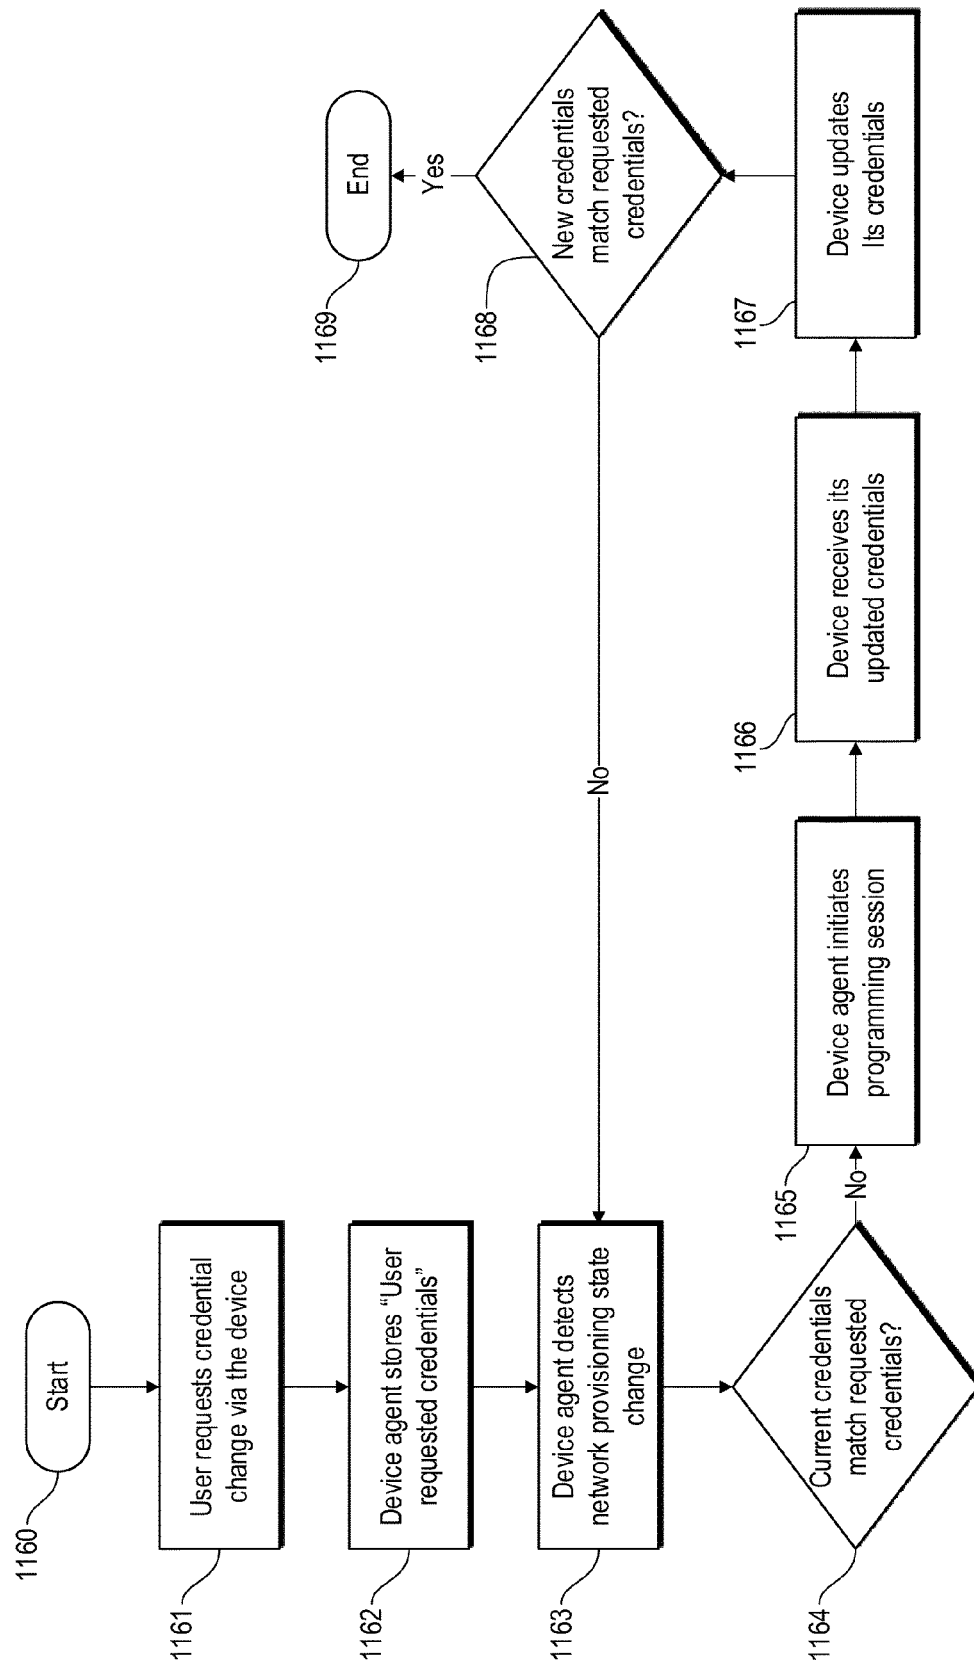 1160
Start
1161
User requests credential
change via the device
1162
Device agent stores “User
requested credentials”
1163
Device agent detects
network provisioning state
change
1164
Current credentials
match requested
credentials?
No
1165
Device agent initiates
programming session
1166
Device receives its
updated credentials
1167
Device updates
Its credentials
1168
New credentials
match requested
credentials?
No
Yes
1169
End